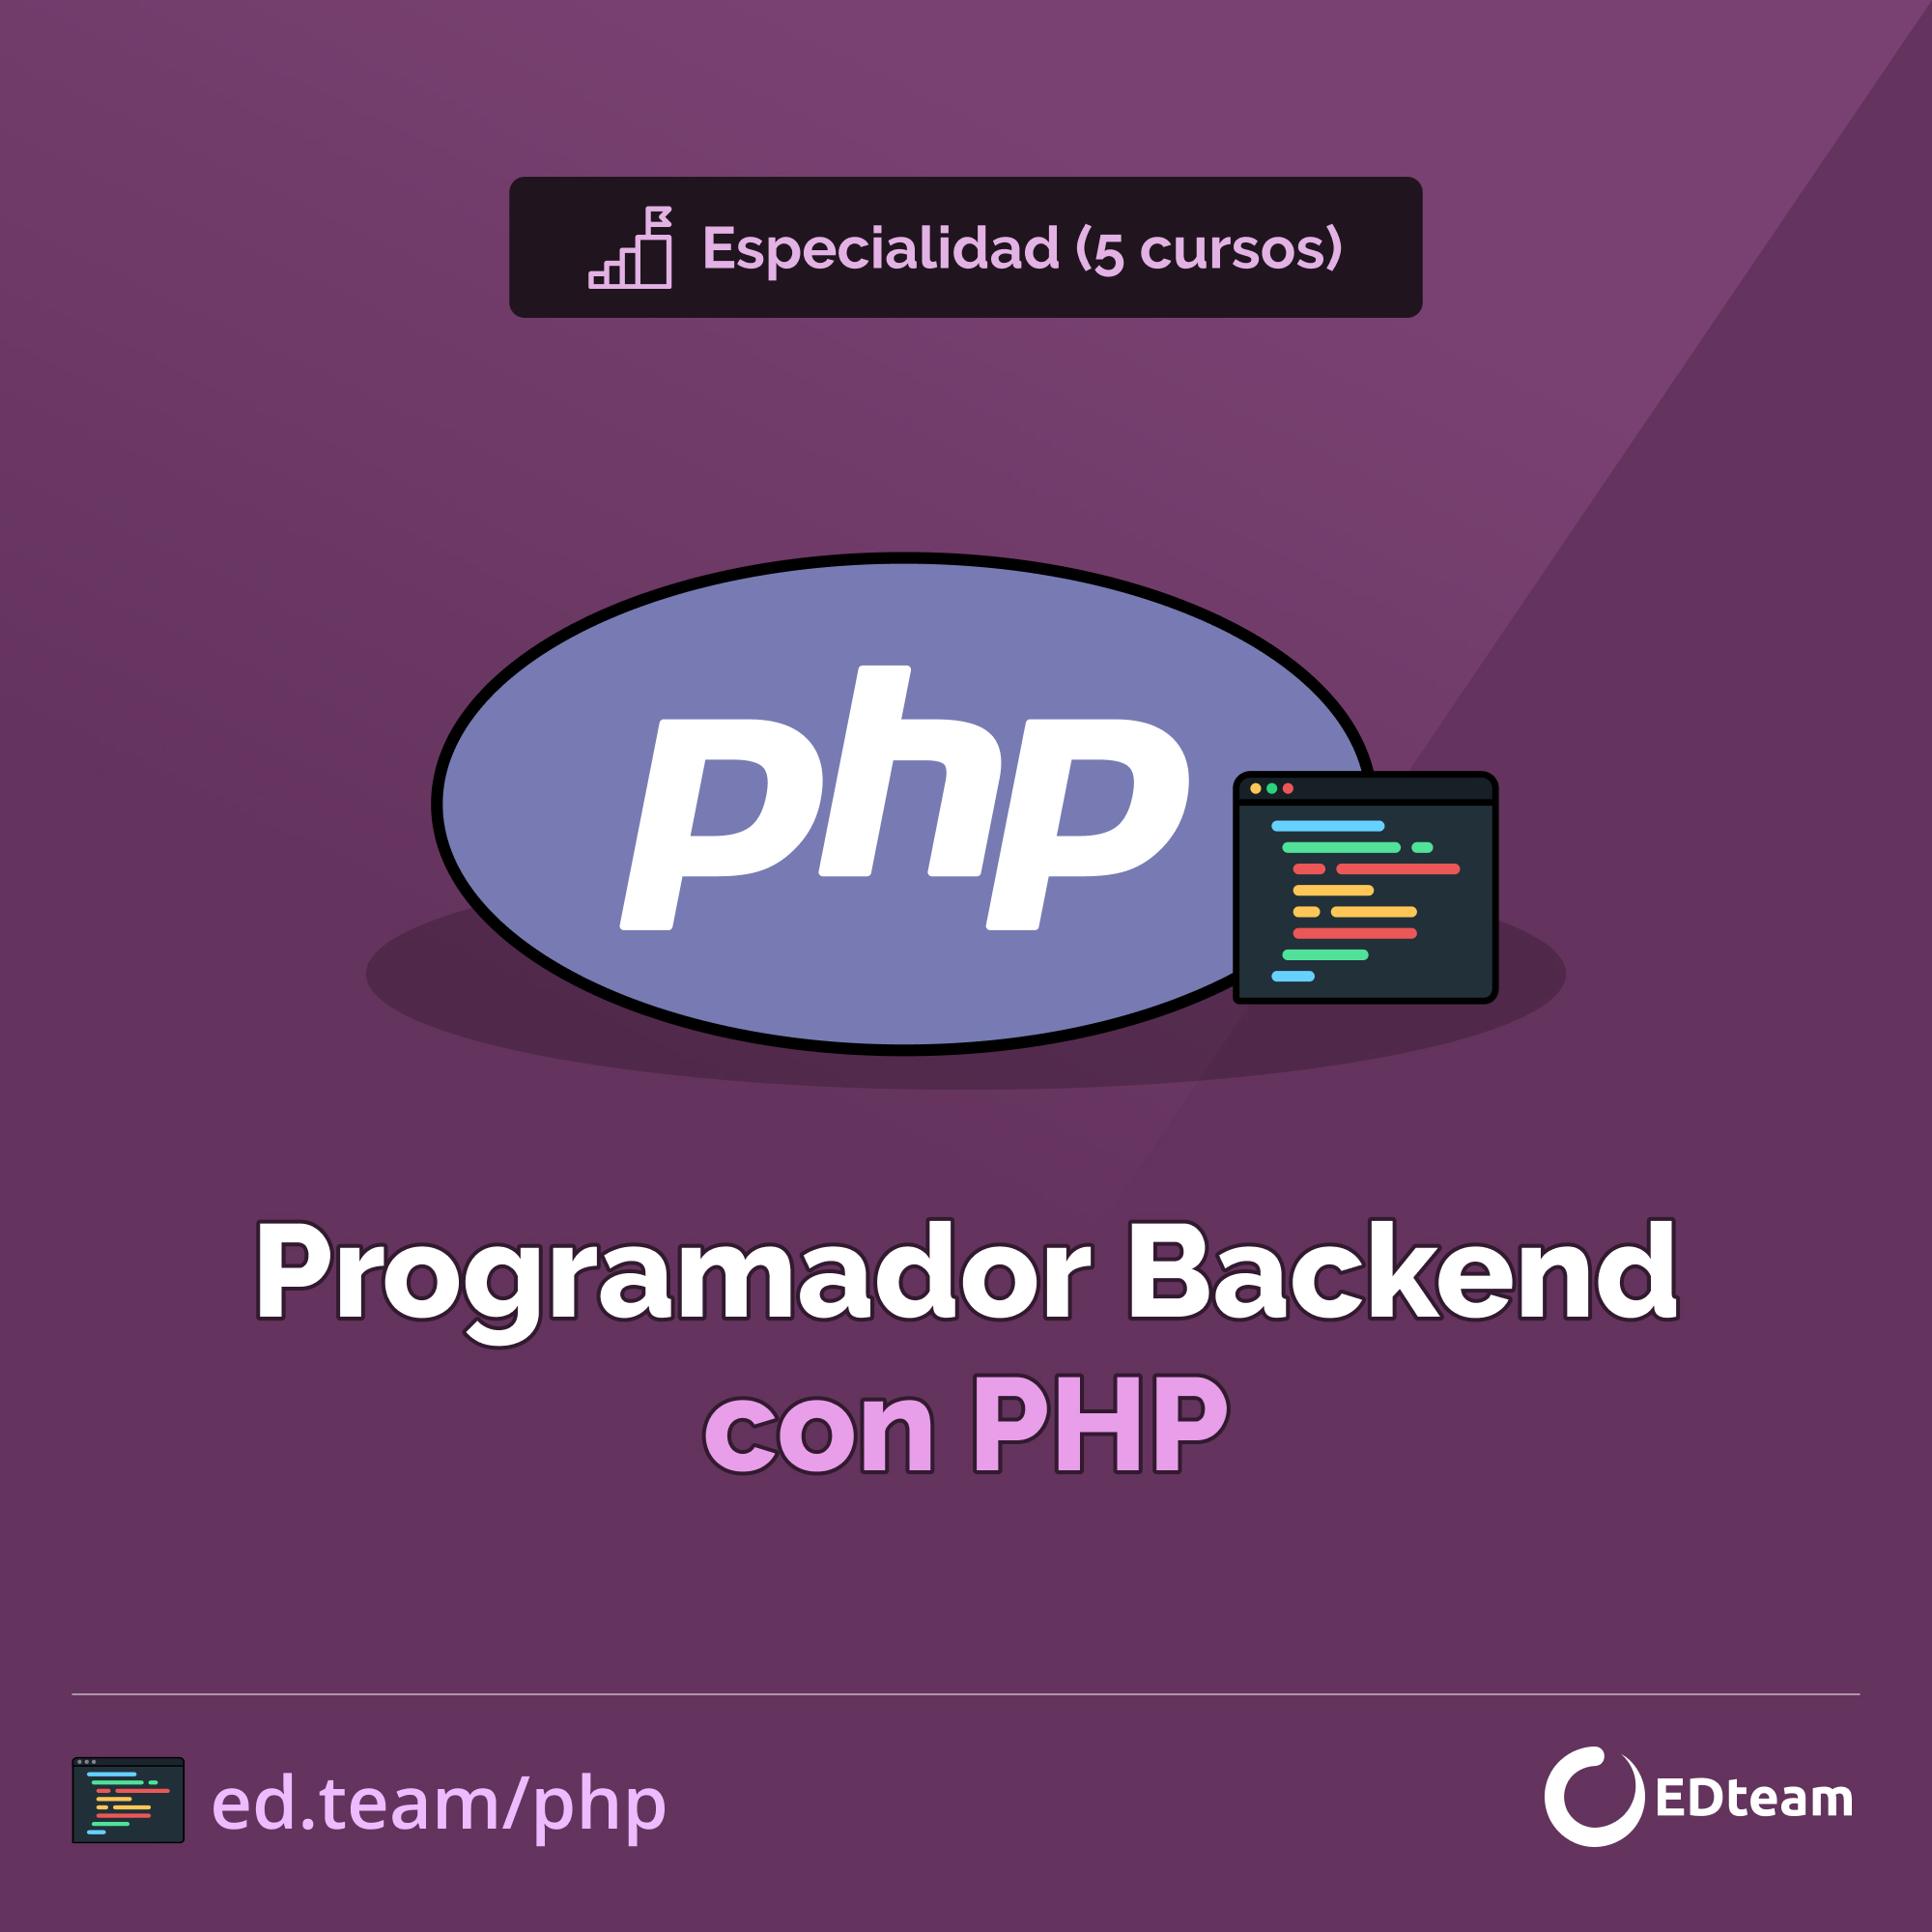 Especialidad (5 cursos)
php
Programador Backend
con PHP
ed.team/php
EDteam